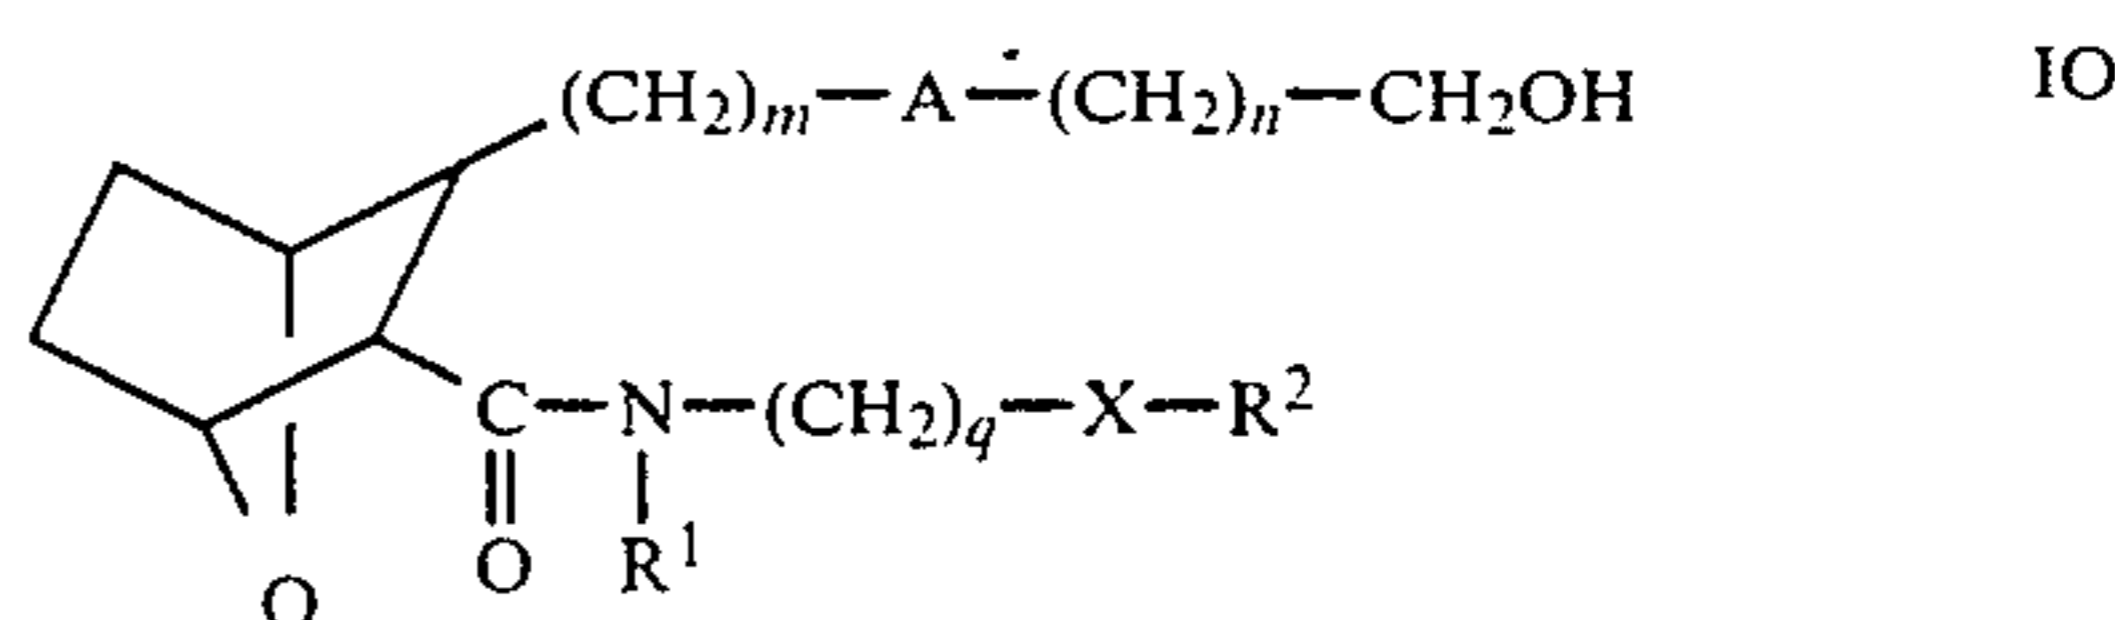 (CH2)m—A—(CH2)n—CH2OH IO
C—N—(CH2)q—X—R2
O R1
O